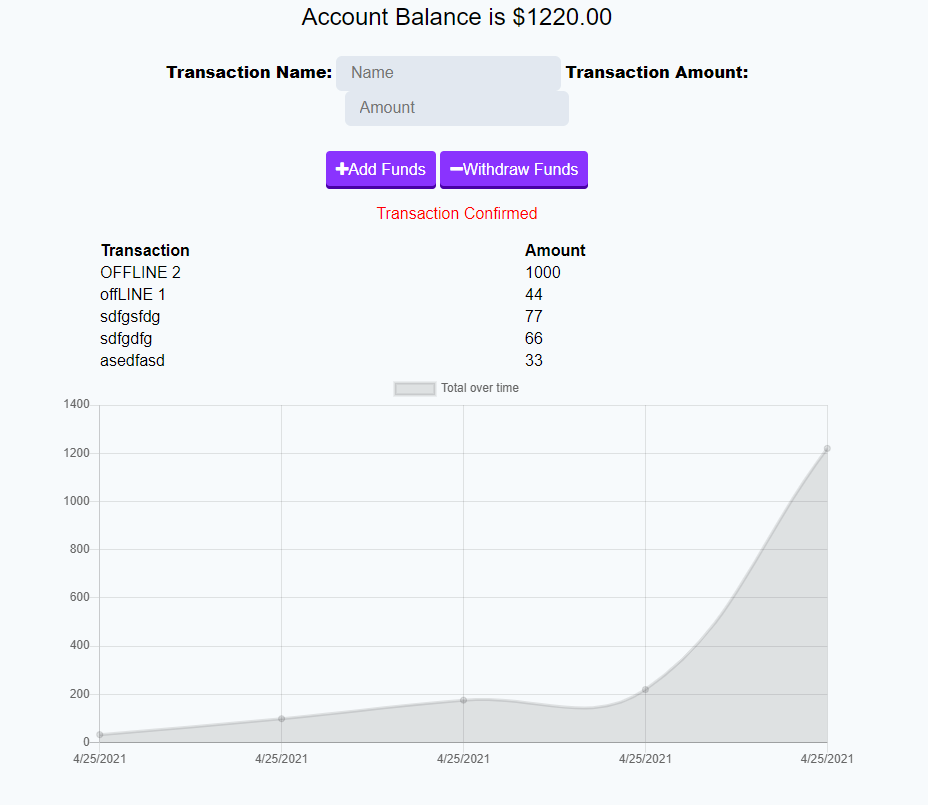 Account Balance is $1220.00
Transaction Name: Name Transaction Amount:
Amount
+Add Funds −Withdraw Funds
Transaction Confirmed
Transaction Amount
OFFLINE 2 1000
offLINE 1 44
sdfgsfdg 77
sdfgdfg 66
asedfasd 33
Total over time
1400
1200
1000
800
600
400
200
0
4/25/2021 4/25/2021 4/25/2021 4/25/2021 4/25/2021